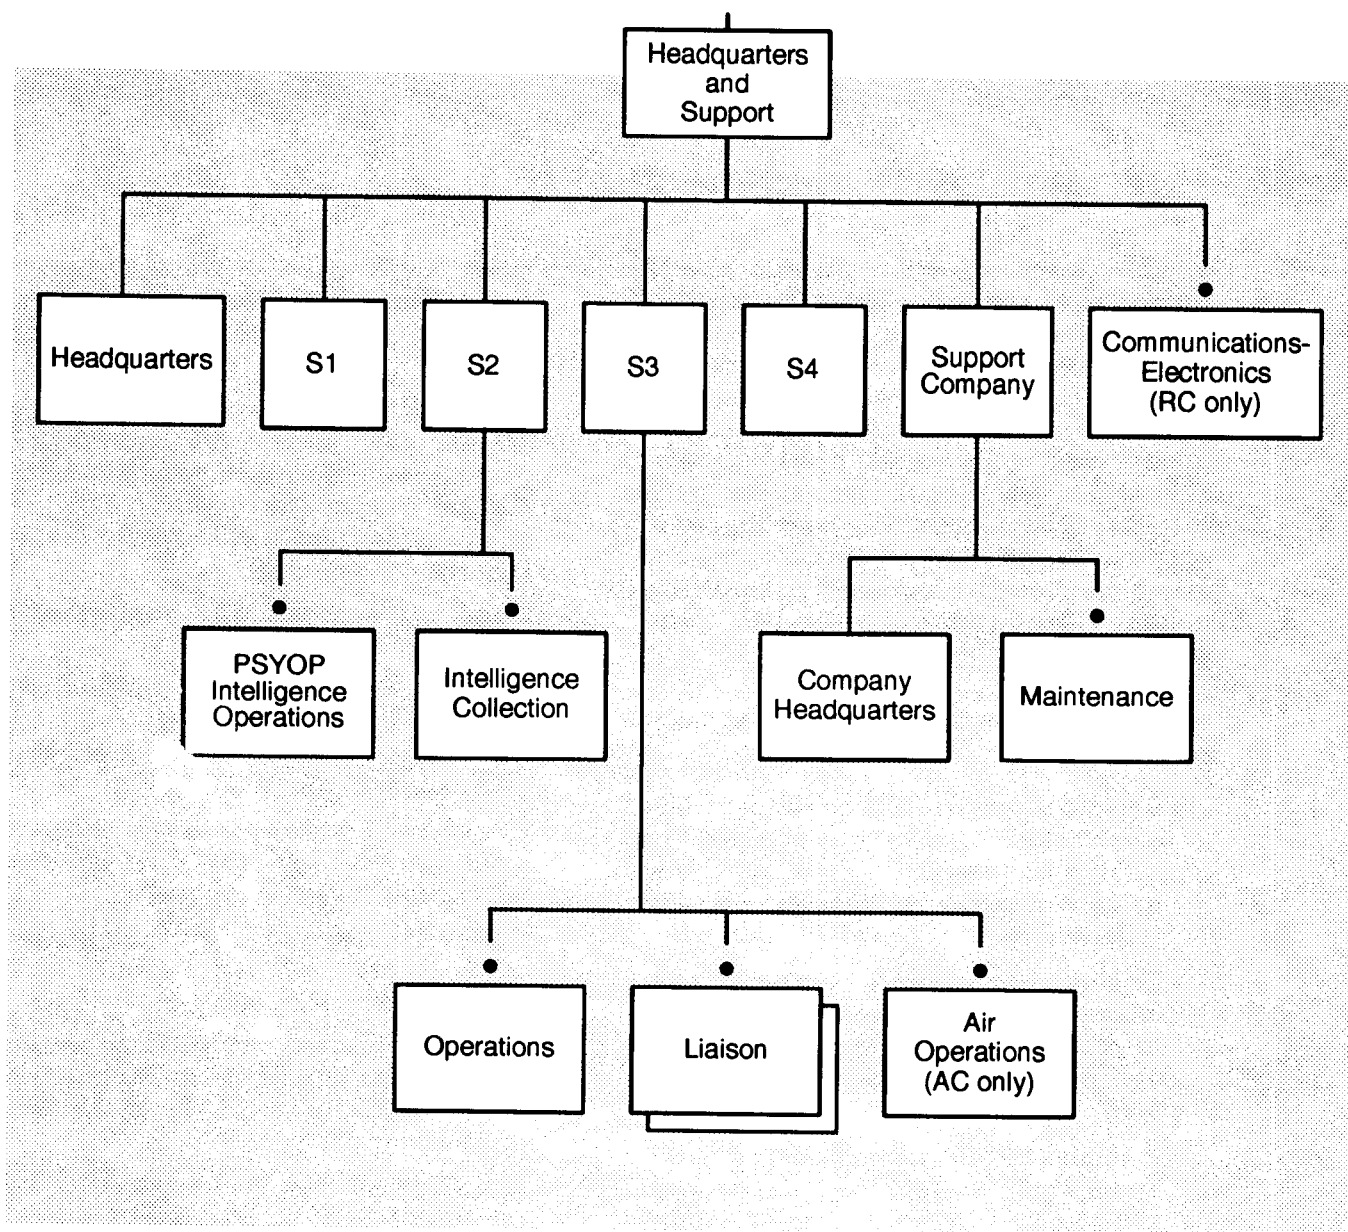 Headquarters
and
Support
Headquarters
S1
S2
S3
S4
Support
Company
Communications-
Electronics
(RC only)
PSYOP
Intelligence
Operations
Intelligence
Collection
Company
Headquarters
Maintenance
Operations
Liaison
Air
Operations
(AC only)